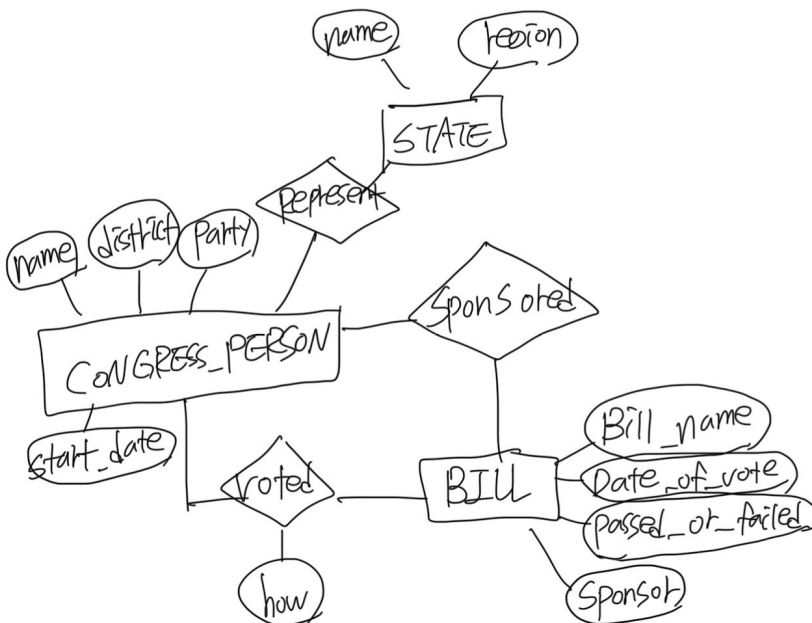 name
region
STATE
Represent
name
district
Party
CONGRESS_PERSON
Sponsored
start_date
Bill_name
Date_of_vote
Passed_or_failed
Sponsor
BILL
voted
how